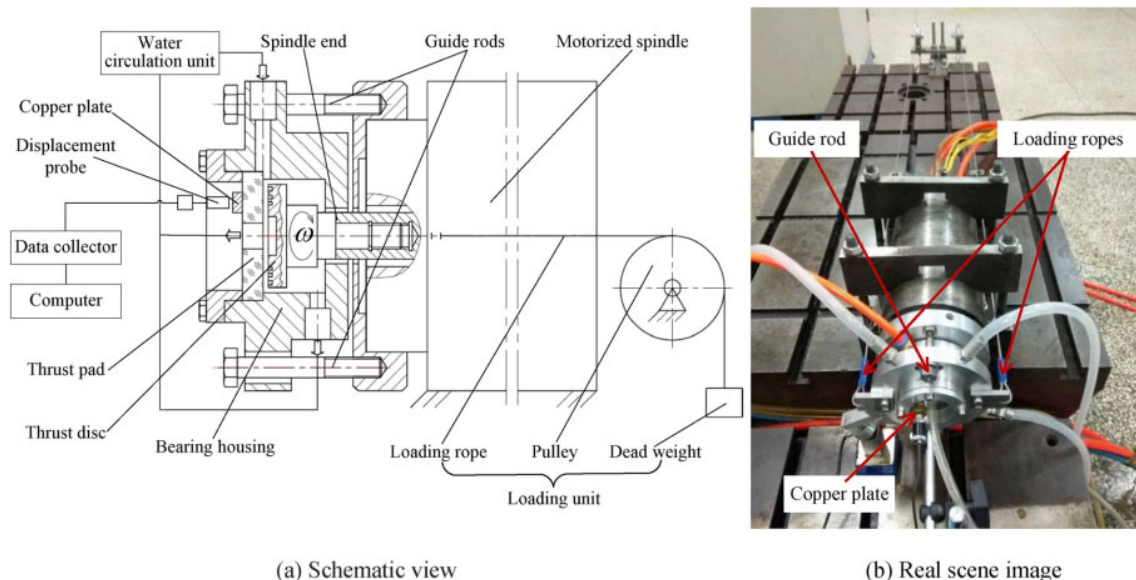 Water
circulation unit
Spindle end
Guide rods
Motorized spindle
Copper plate
Displacement
probe
ω
Data collector
Computer
Thrust pad
Thrust disc
Bearing housing
Loading rope
Pulley
Dead weight
Loading unit
Guide rod
Loading ropes
Copper plate
(a) Schematic view
(b) Real scene image